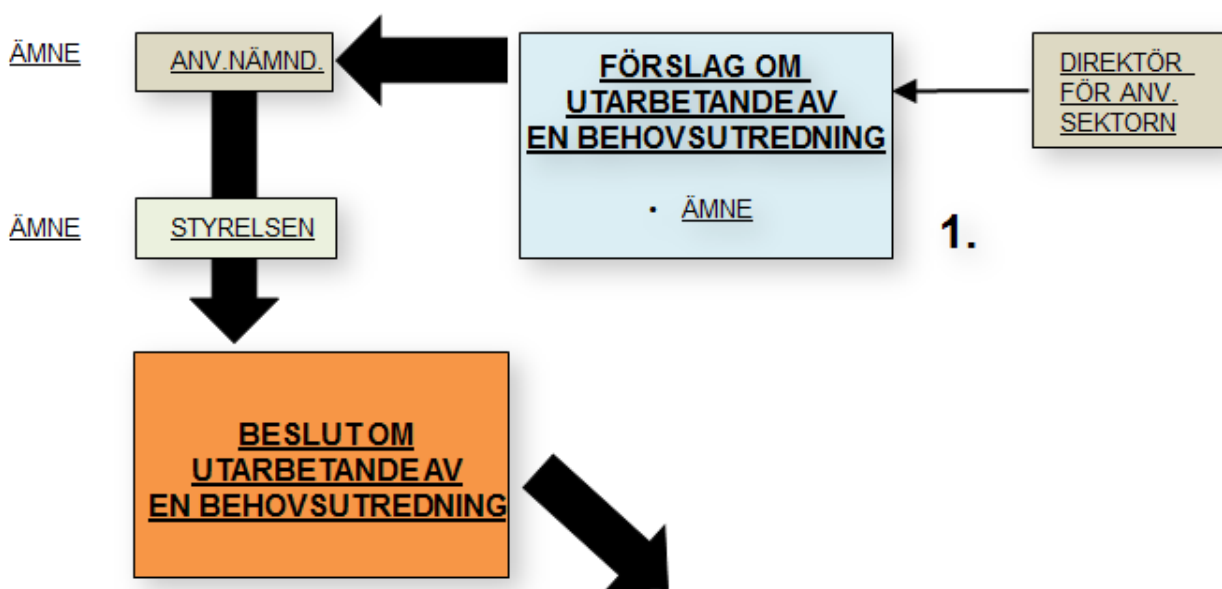 ÄMNE
ANV.NÄMND.
FÖRSLAG OM
UTARBETANDE AV
EN BEHOVSUTREDNING
• ÄMNE
DIREKTÖR
FÖR ANV.
SEKTORN
1.
ÄMNE
STYRELSEN
BESLUT OM
UTARBETANDE AV
EN BEHOVSUTREDNING